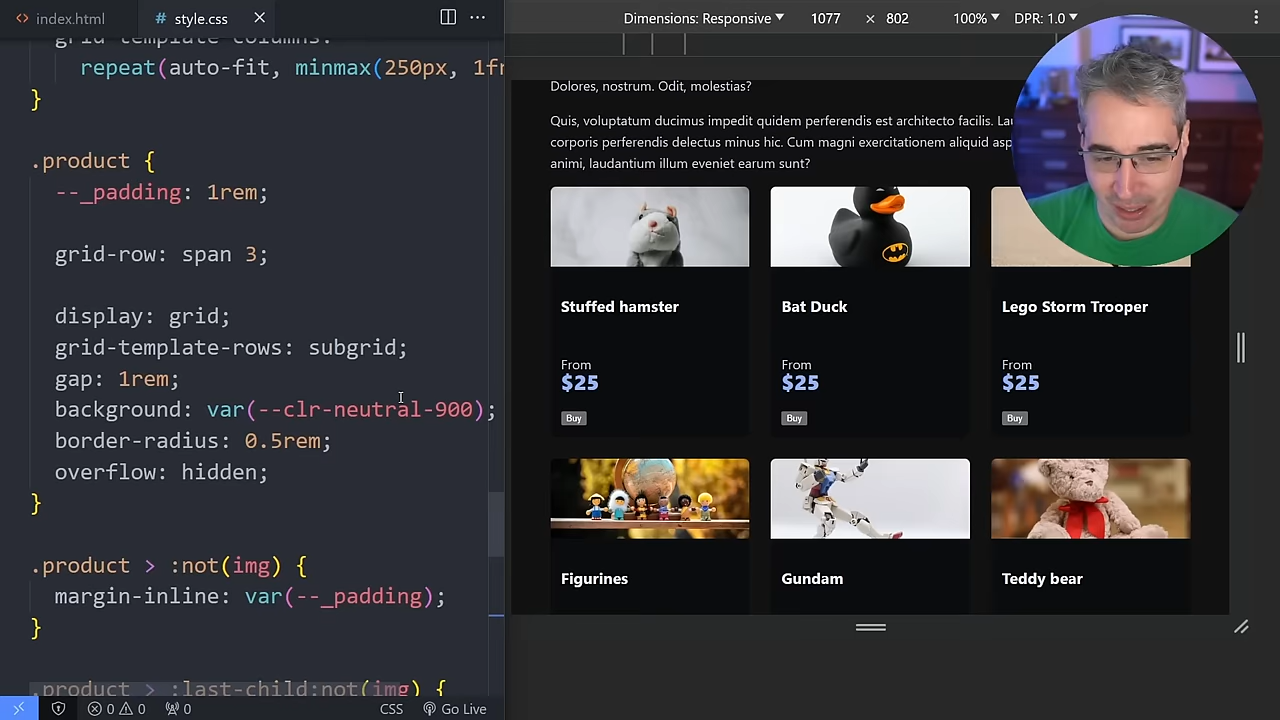 index.html
# style.css
Dimensions: Responsive
1077 × 802
100%
DPR: 1.0
grid-template-columns:
repeat(auto-fit, minmax(250px, 1fr
}
.product {
--_padding: 1rem;
grid-row: span 3;
display: grid;
grid-template-rows: subgrid;
gap: 1rem;
background: var(--clr-neutral-900);
border-radius: 0.5rem;
overflow: hidden;
}
.product > :not(img) {
margin-inline: var(--_padding);
}
.product > :last-child:not(img) {
0 0
0
CSS
Go Live
Dolores, nostrum. Odit, molestias?
Quis, voluptatum ducimus impedit quidem perferendis est architecto facilis.
corporis perferendis delectus minus hic. Cum magni exercitationem aliquid
animi, laudantium illum eveniet earum sunt?
Stuffed hamster
From
$25
Buy
Bat Duck
From
$25
Buy
Lego Storm Trooper
From
$25
Buy
Figurines
Gundam
Teddy bear